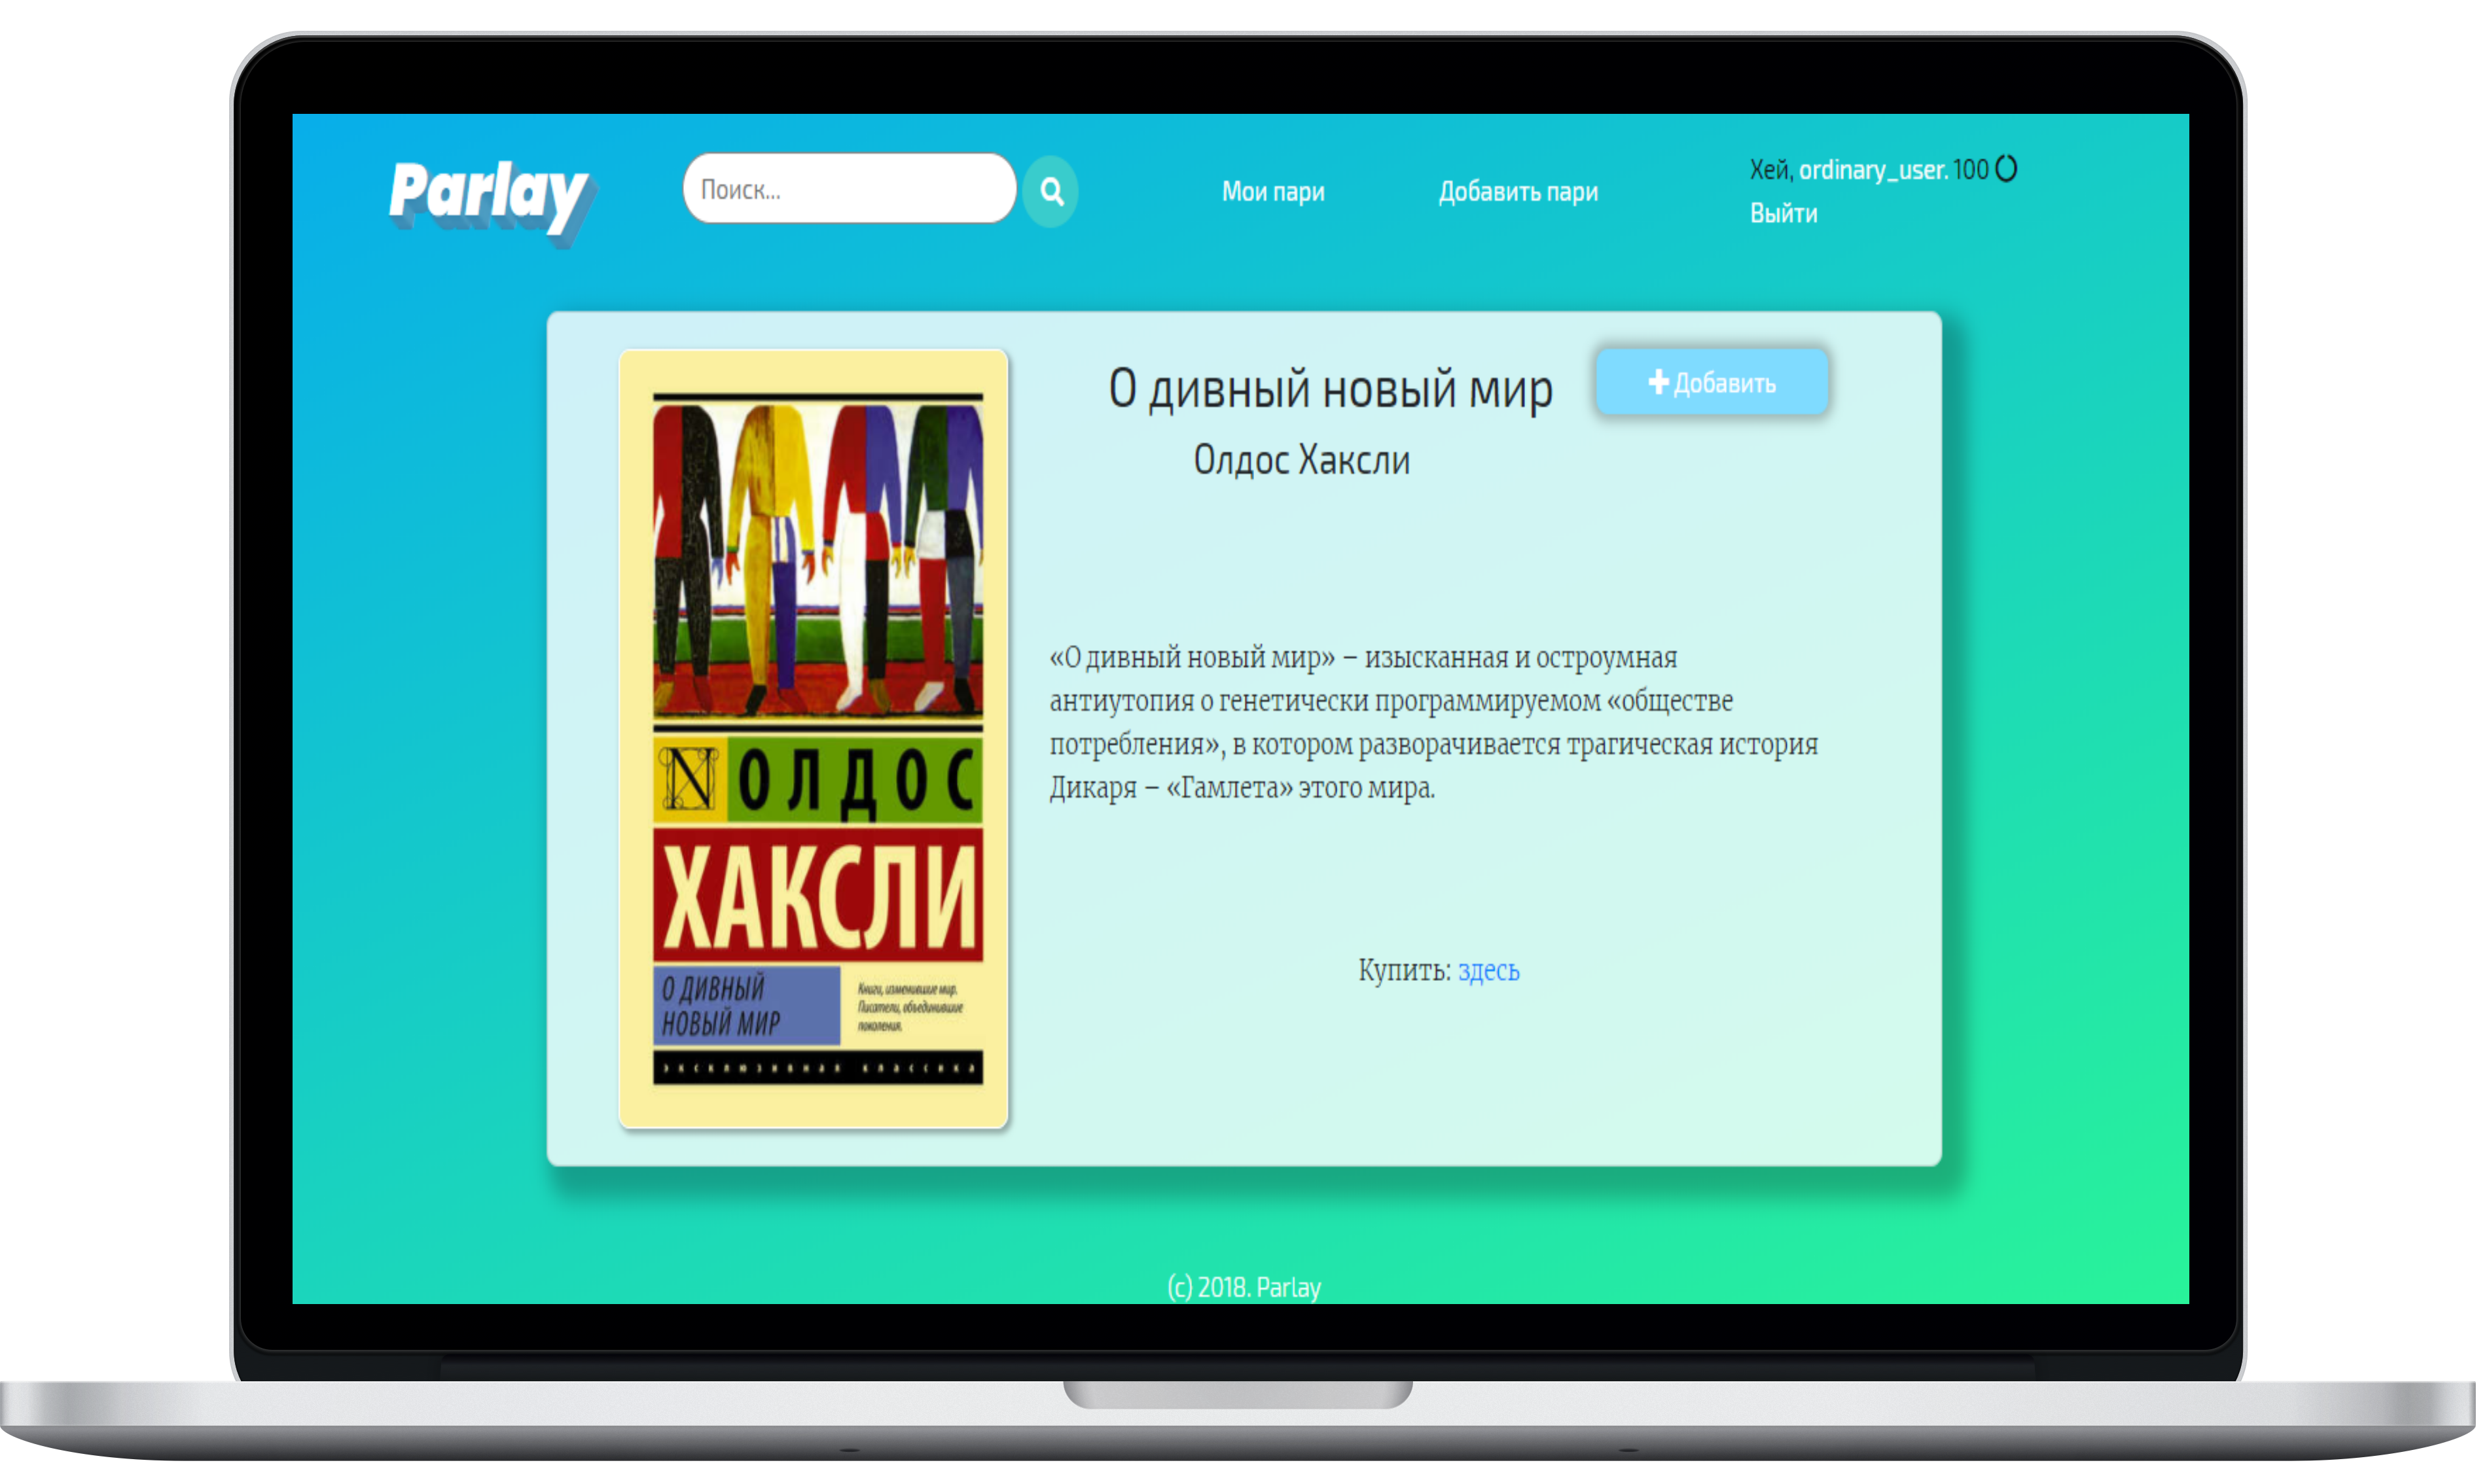 Parlay
Поиск...
Мои пари
Добавить пари
Хей, ordinary_user. 100
Выйти
О дивный новый мир
Добавить
Олдос Хаксли
«О дивный новый мир» – изысканная и остроумная
антиутопия о генетически программируемом «обществе
потребления», в котором разворачивается трагическая история
Дикаря – «Гамлета» этого мира.
Купить: здесь
N ОЛДОС
ХАКСЛИ
О ДИВНЫЙ
НОВЫЙ МИР
Книги, изменившие мир.
Писатели, объединившие
поколения.
эксклюзивная классика
(c) 2018. Parlay